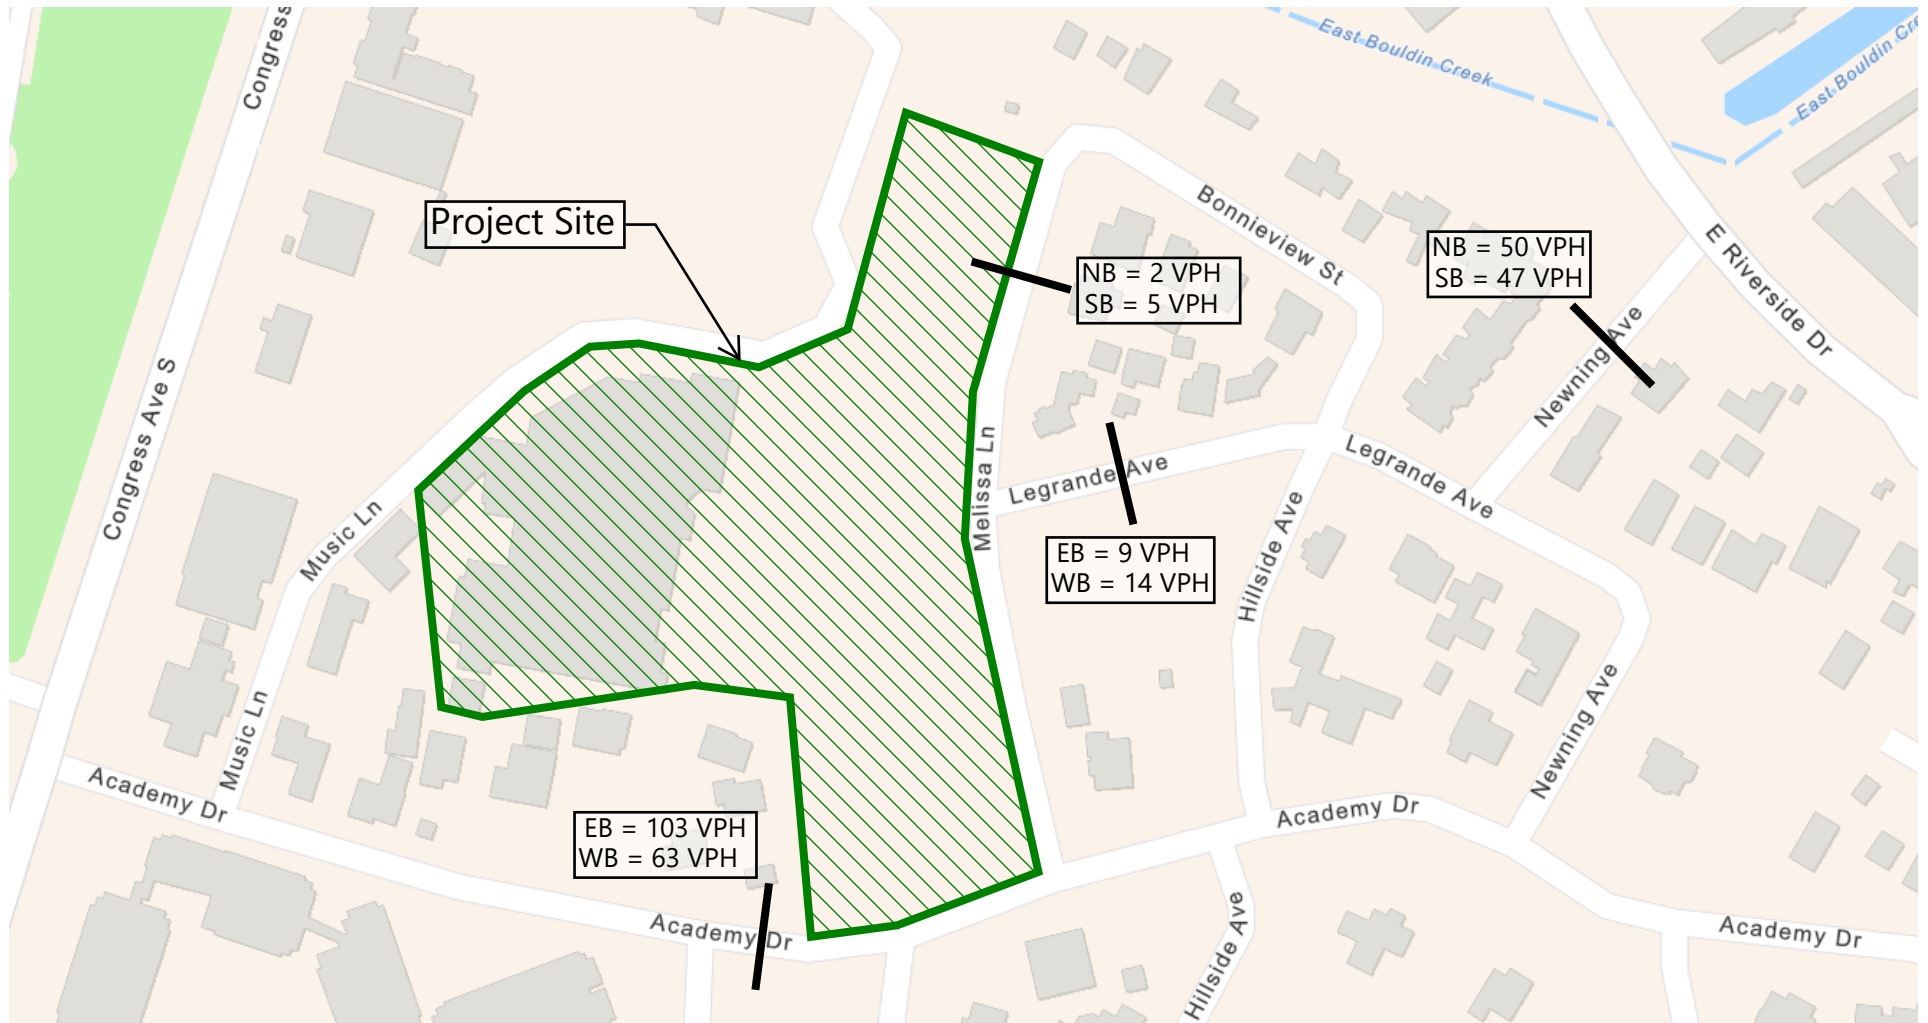 Congress
East Bouldin Creek
East Bouldin Cre
Project Site
Bonnieview St
NB = 50 VPH
SB = 47 VPH
E Riverside Dr
NB = 2 VPH
SB = 5 VPH
Newning Ave
Congress Ave S
Melissa Ln
Legrande Ave
Legrande Ave
Music Ln
Hillside Ave
EB = 9 VPH
WB = 14 VPH
Music Ln
Newning Ave
Academy Dr
Academy Dr
EB = 103 VPH
WB = 63 VPH
Academy Dr
Hillside Ave
Academy Dr